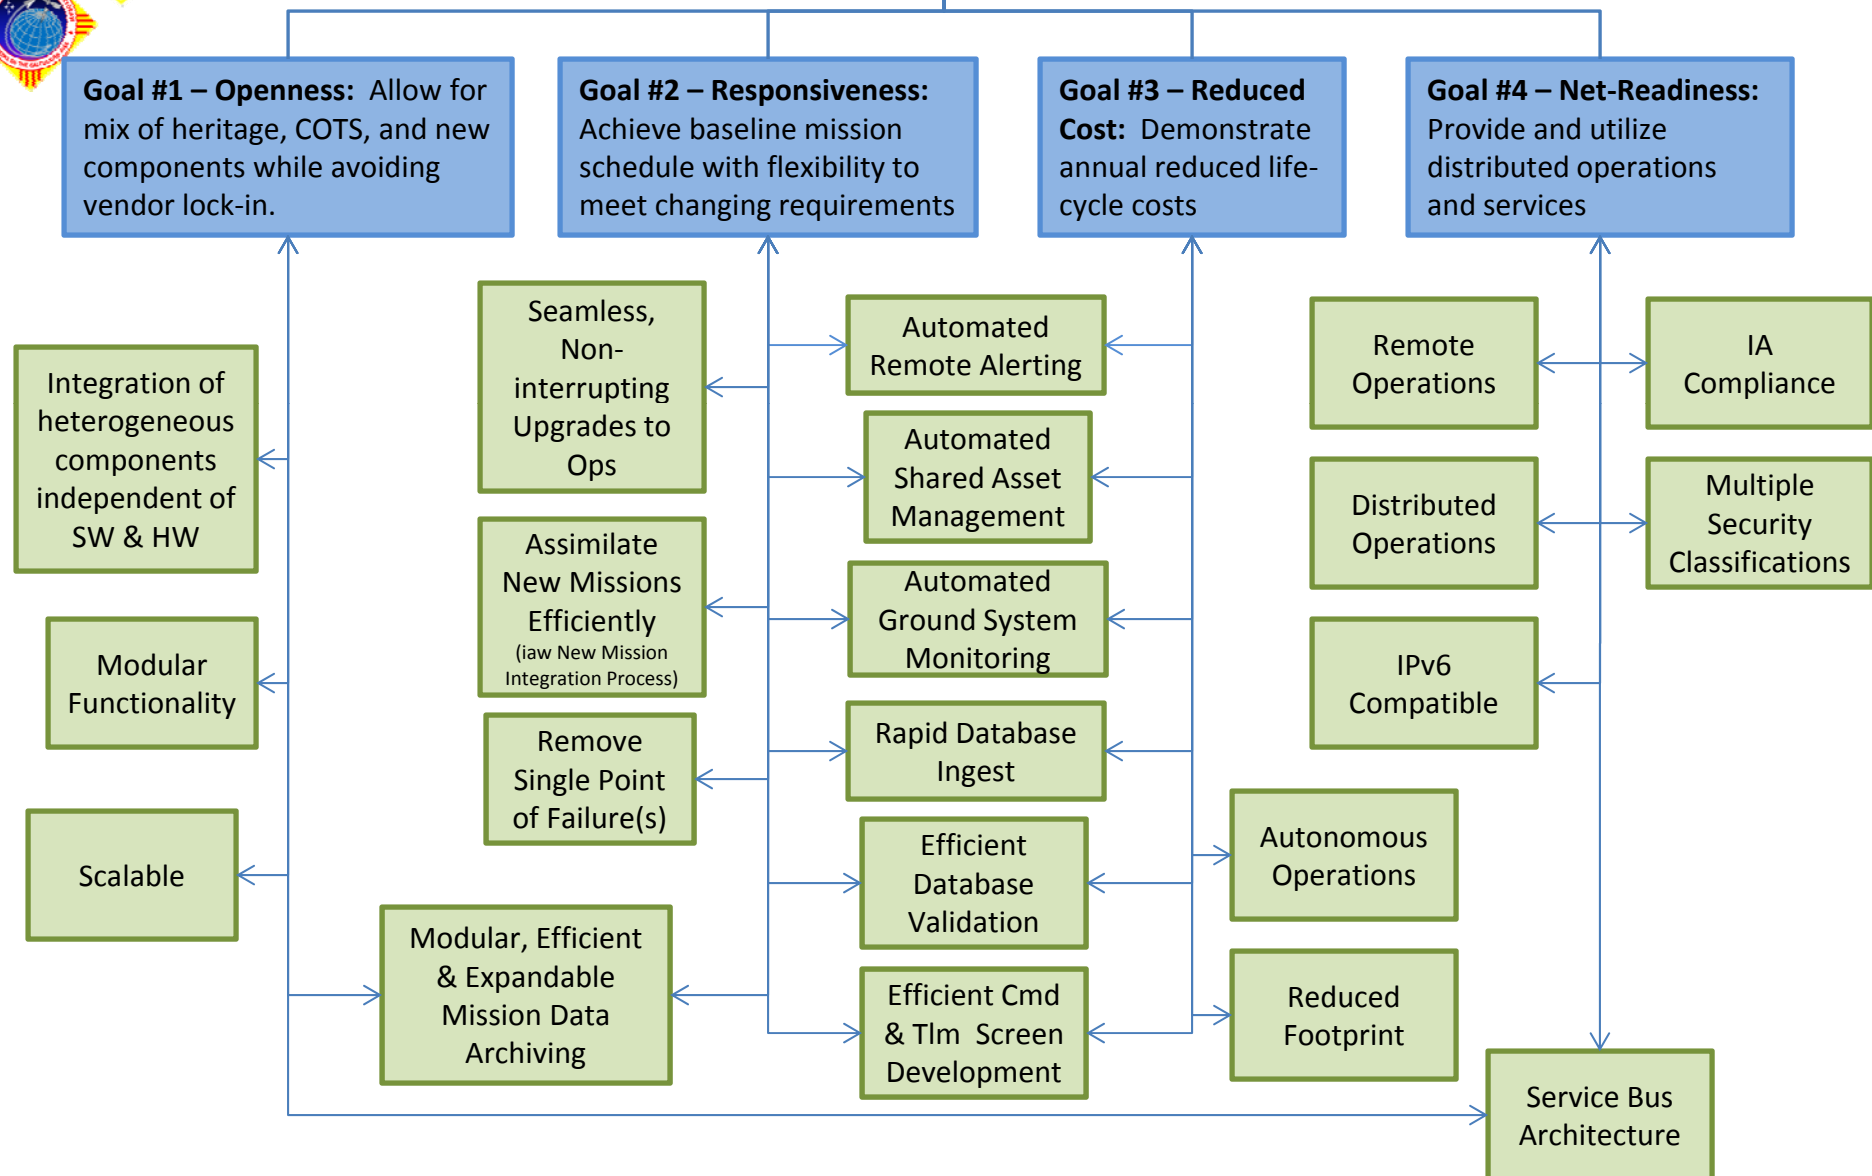 Goal #1 – Openness: Allow for
mix of heritage, COTS, and new
components while avoiding
vendor lock-in.
Goal #2 – Responsiveness:
Achieve baseline mission
schedule with flexibility to
meet changing requirements
Goal #3 – Reduced
Cost: Demonstrate
annual reduced life-
cycle costs
Goal #4 – Net-Readiness:
Provide and utilize
distributed operations
and services
Integration of
heterogeneous
components
independent of
SW & HW
Modular
Functionality
Scalable
Modular, Efficient
& Expandable
Mission Data
Archiving
Seamless,
Non-
interrupting
Upgrades to
Ops
Assimilate
New Missions
Efficiently
(iaw New Mission
Integration Process)
Remove
Single Point
of Failure(s)
Automated
Remote Alerting
Automated
Shared Asset
Management
Automated
Ground System
Monitoring
Rapid Database
Ingest
Efficient
Database
Validation
Efficient Cmd
& Tlm Screen
Development
Autonomous
Operations
Reduced
Footprint
Remote
Operations
IA
Compliance
Distributed
Operations
Multiple
Security
Classifications
IPv6
Compatible
Service Bus
Architecture